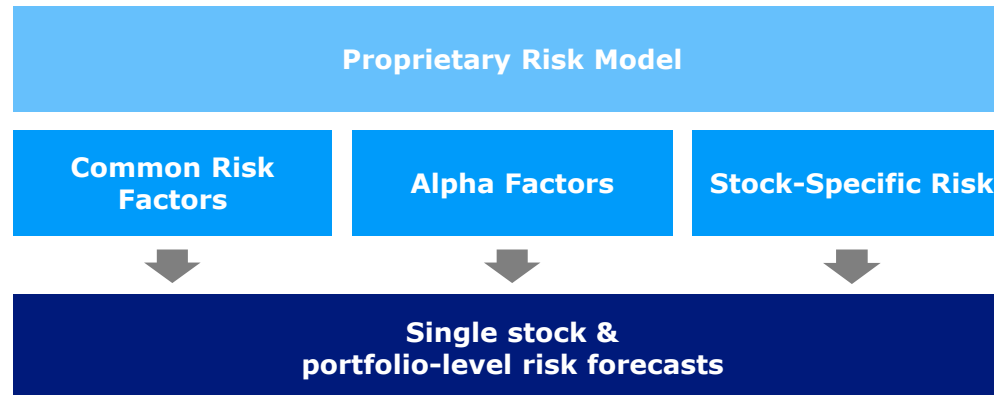 Proprietary Risk Model
Common Risk
Factors
Alpha Factors
Stock-Specific Risk
Single stock &
portfolio-level risk forecasts